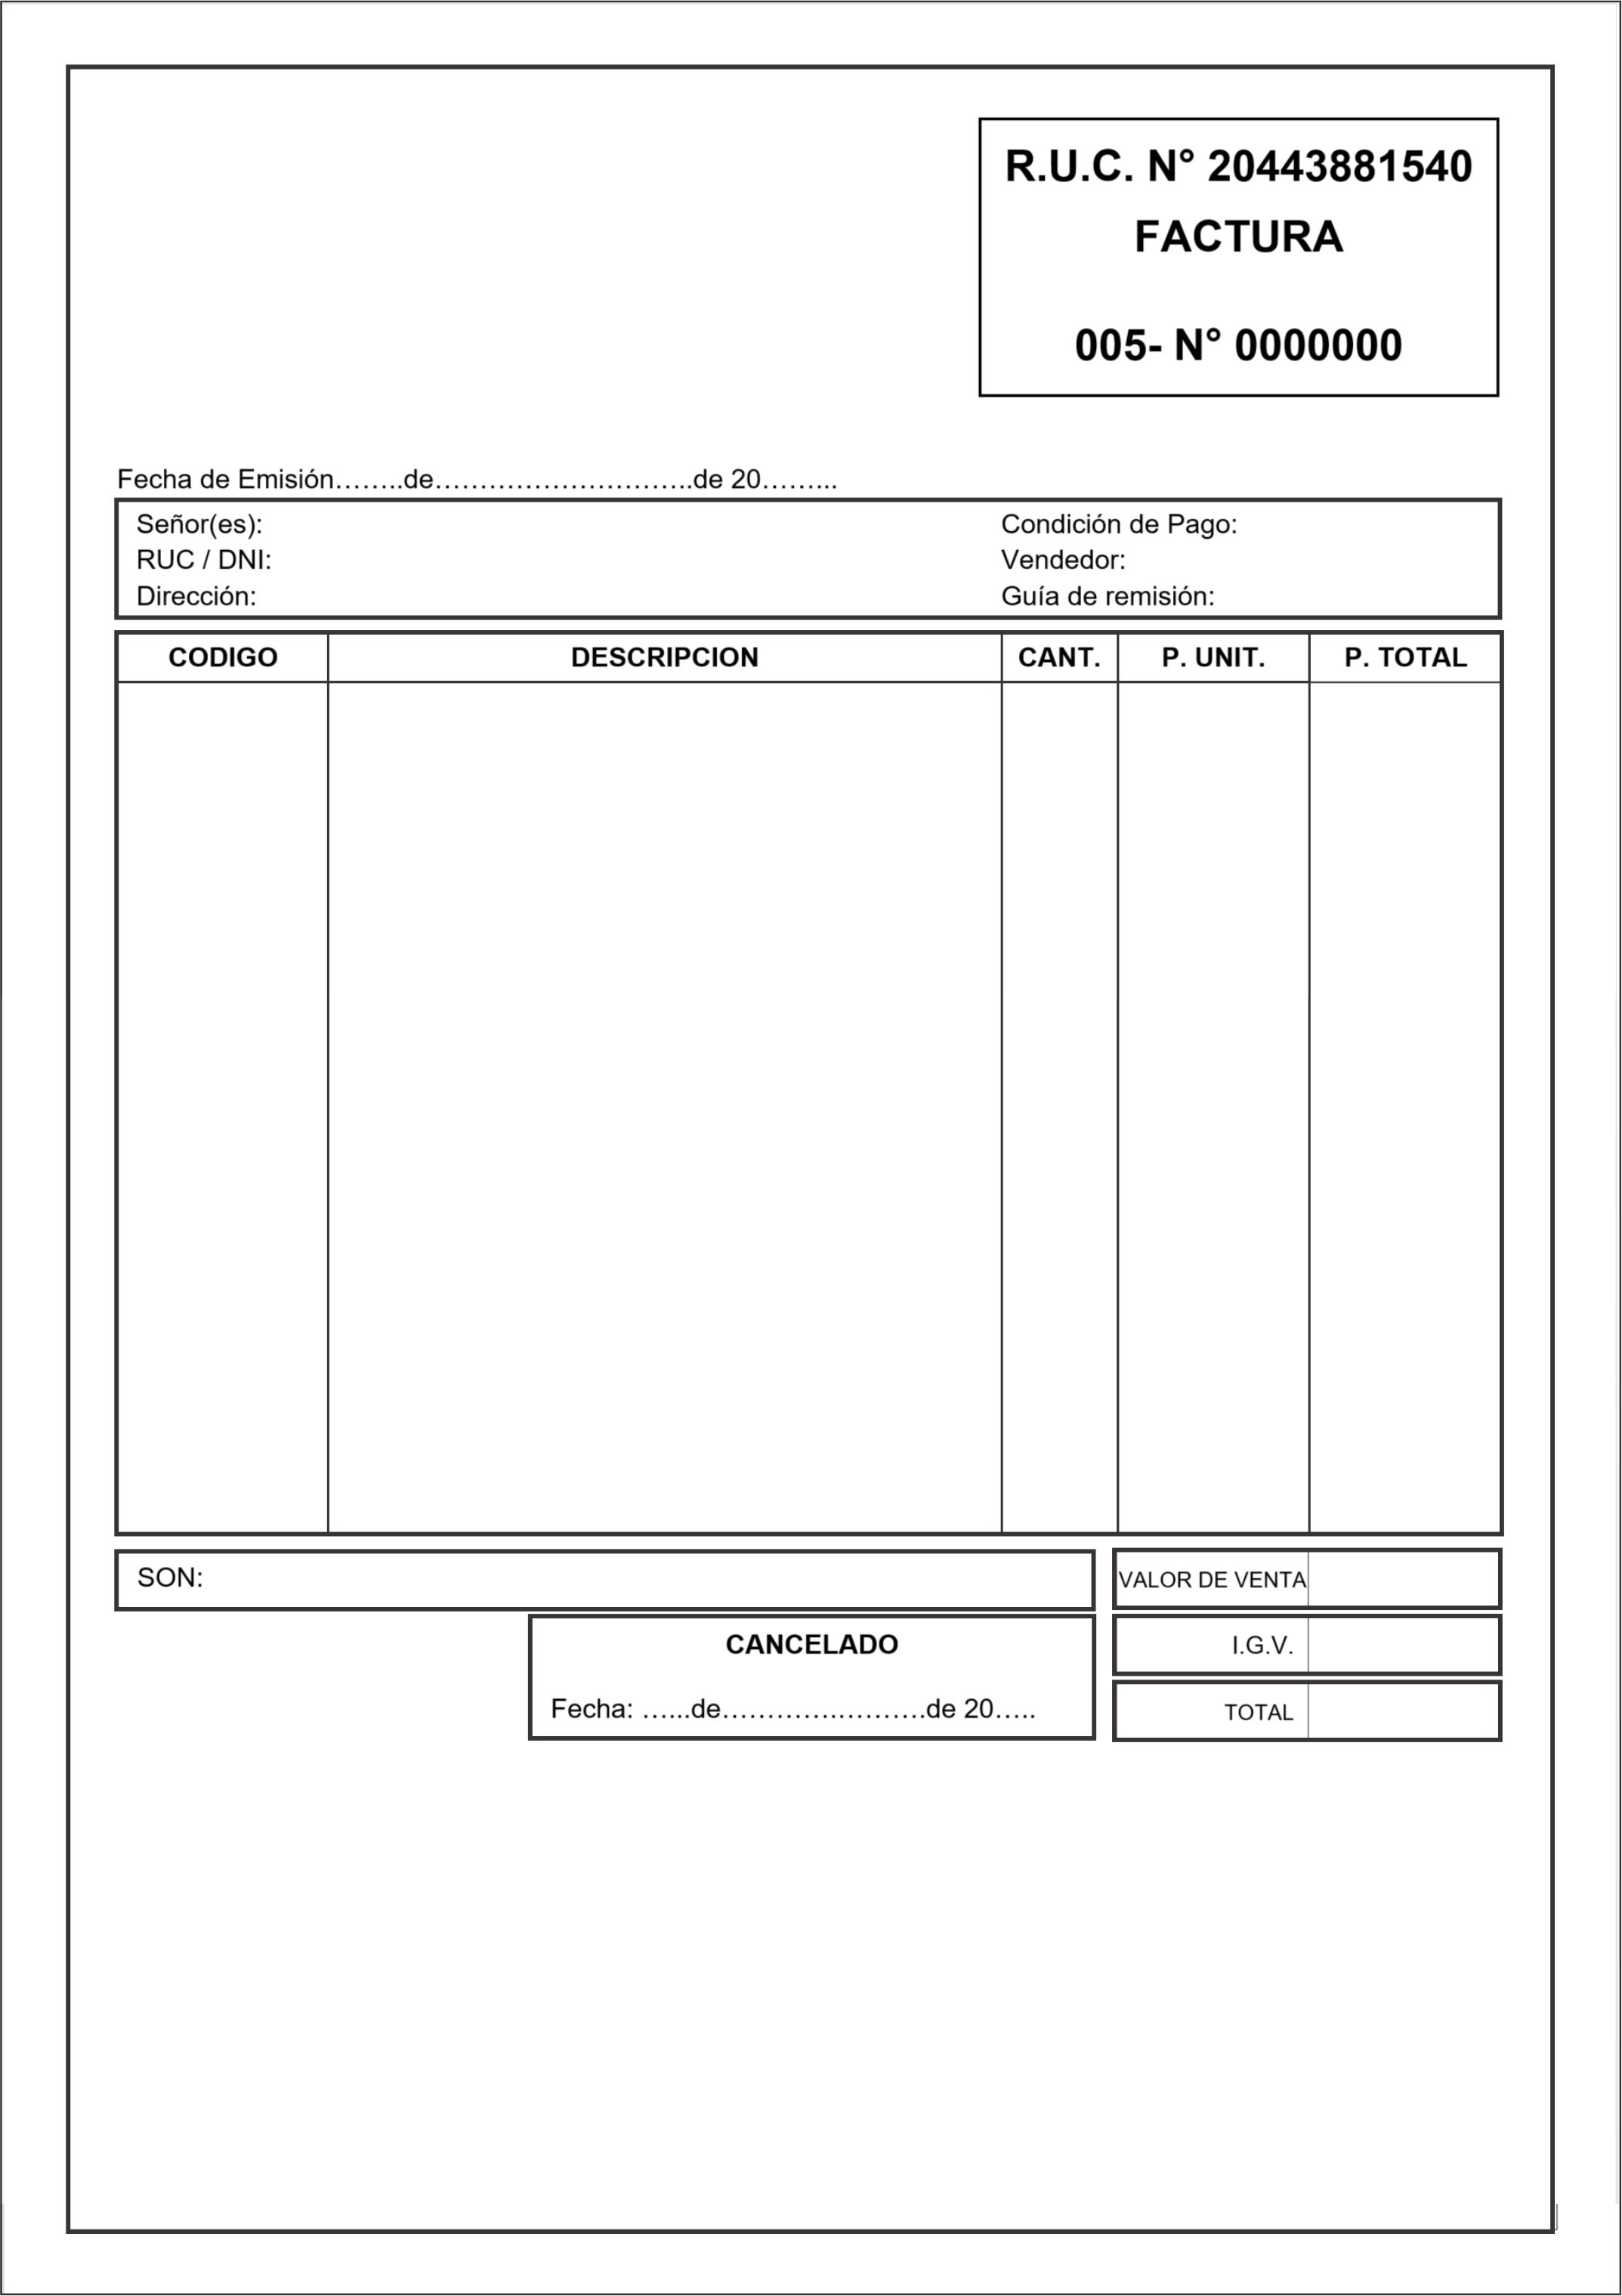 R.U.C. N° 20443881540
FACTURA
005- N° 0000000
Fecha de Emisión……..de………………………..de 20……...
Señor(es): Condición de Pago:
RUC / DNI: Vendedor:
Dirección: Guía de remisión:
CODIGO DESCRIPCION CANT. P. UNIT. P. TOTAL
SON: VALOR DE VENTA
CANCELADO I.G.V.
Fecha: …...de………….……….de 20….. TOTAL